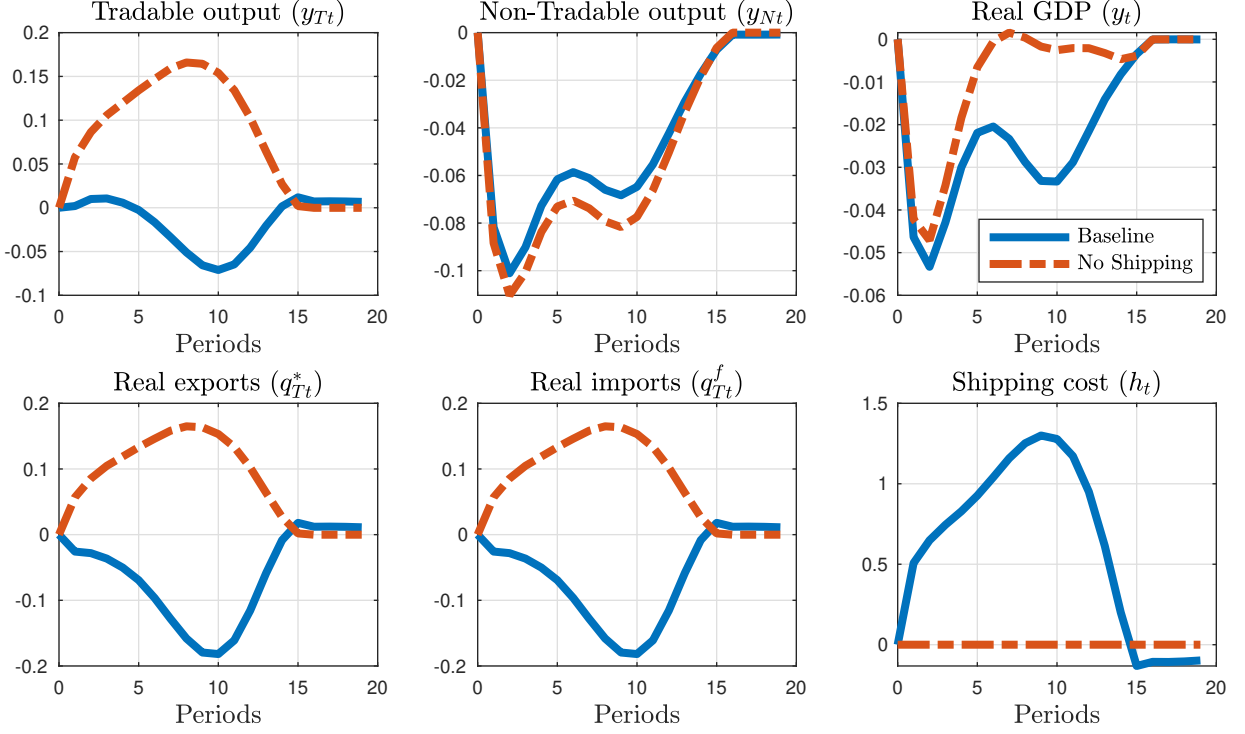 Tradable output (y_{Tt})
0.2
0.15
0.1
0.05
0
-0.05
-0.1
0 5 10 15 20
Periods
Non-Tradable output (y_{Nt})
0
-0.02
-0.04
-0.06
-0.08
-0.1
0 5 10 15 20
Periods
Real GDP (y_t)
0
-0.01
-0.02
-0.03
-0.04
-0.05
-0.06
Baseline
No Shipping
0 5 10 15 20
Periods
Real exports (q^*_{Tt})
0.2
0.1
0
-0.1
-0.2
0 5 10 15 20
Periods
Real imports (q^f_{Tt})
0.2
0.1
0
-0.1
-0.2
0 5 10 15 20
Periods
Shipping cost (h_t)
1.5
1
0.5
0
0 5 10 15 20
Periods